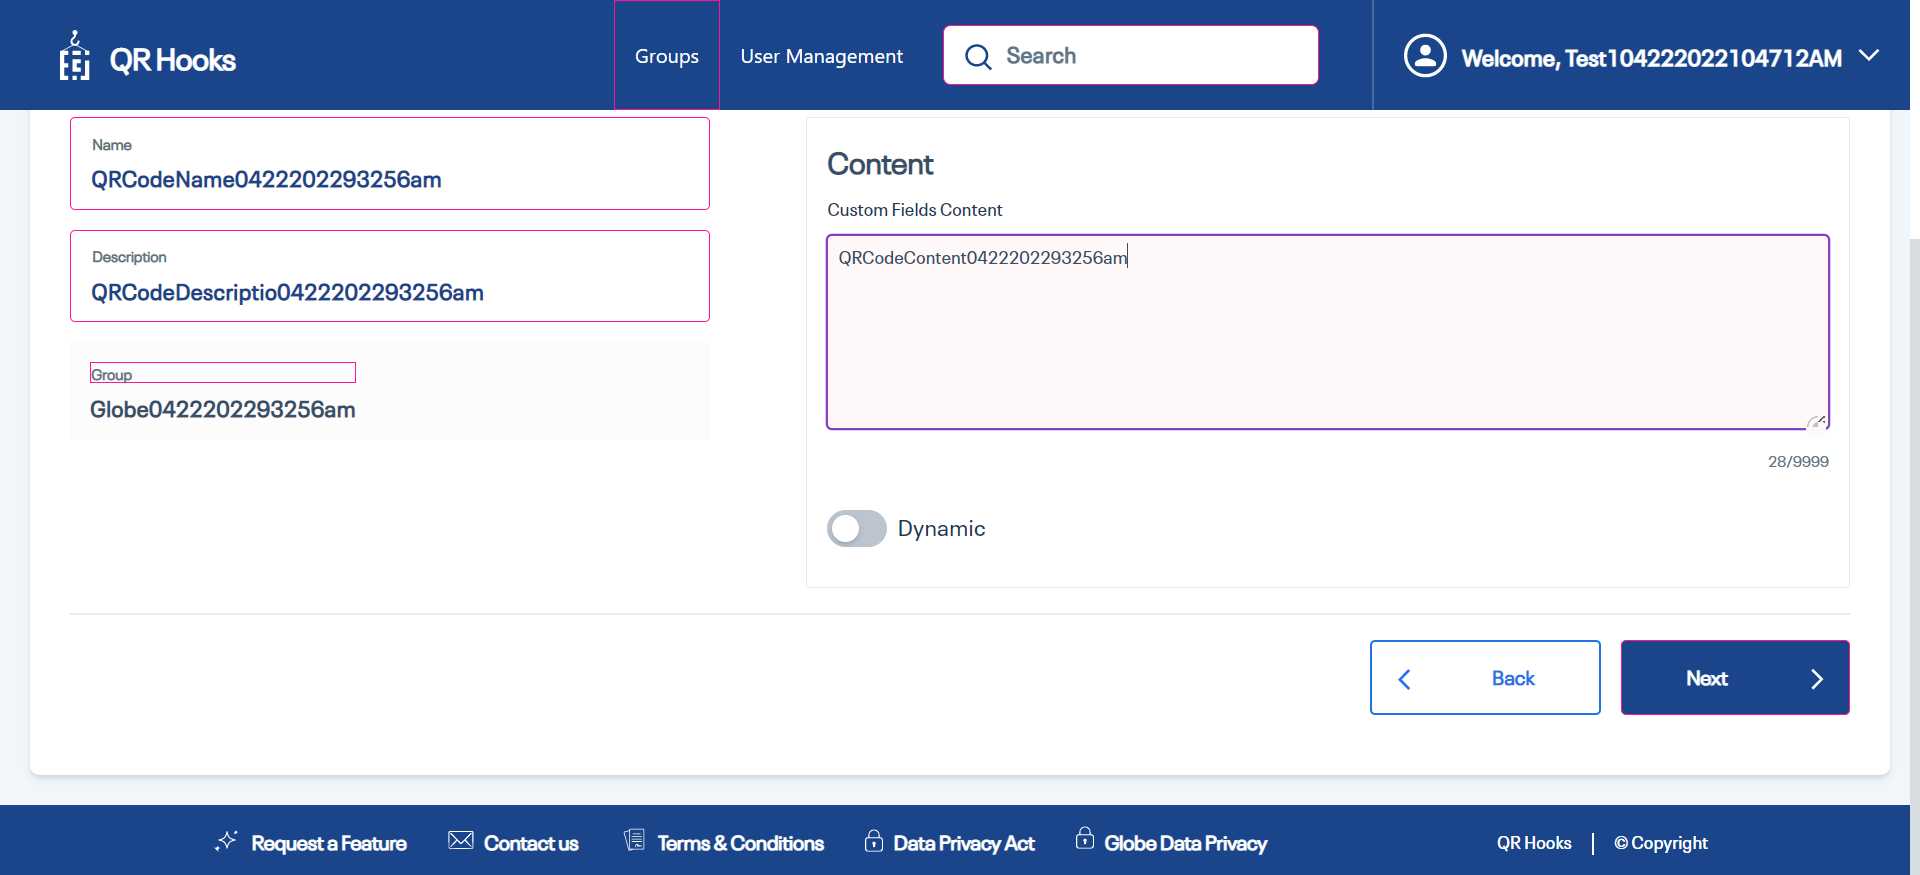 QR Hooks
Groups
User Management
Search
Welcome, Test104222022104712AM
Name
QRCodeName0422202293256am
Description
QRCodeDescriptio0422202293256am
Group
Globe0422202293256am
Content
Custom Fields Content
QRCodeContent0422202293256am
28/9999
Dynamic
Back
Next
Request a Feature
Contact us
Terms & Conditions
Data Privacy Act
Globe Data Privacy
QR Hooks
© Copyright